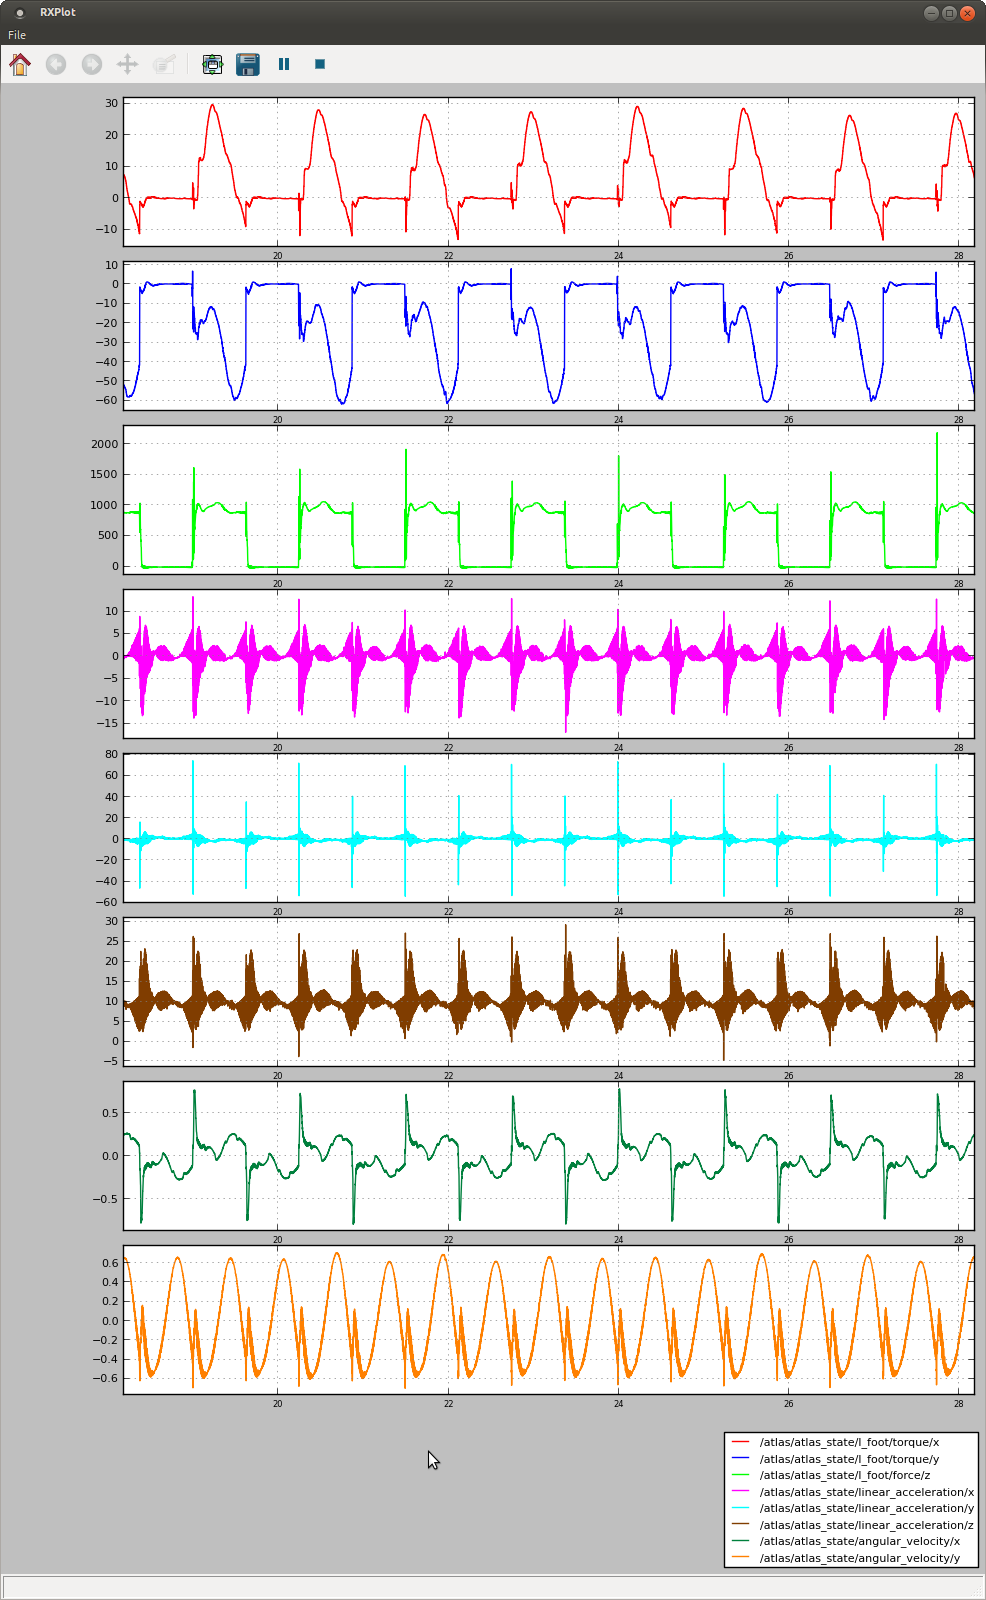 RXPlot
File
30
20
10
0
−10
20 22 24 26 28
10
0
−10
−20
−30
−40
−50
−60
20 22 24 26 28
2000
1500
1000
500
0
20 22 24 26 28
10
5
0
−5
−10
−15
20 22 24 26 28
80
60
40
20
0
−20
−40
−60
20 22 24 26 28
30
25
20
15
10
5
0
−5
20 22 24 26 28
0.5
0.0
−0.5
20 22 24 26 28
0.6
0.4
0.2
0.0
−0.2
−0.4
−0.6
20 22 24 26 28
/atlas/atlas_state/l_foot/torque/x
/atlas/atlas_state/l_foot/torque/y
/atlas/atlas_state/l_foot/force/z
/atlas/atlas_state/linear_acceleration/x
/atlas/atlas_state/linear_acceleration/y
/atlas/atlas_state/linear_acceleration/z
/atlas/atlas_state/angular_velocity/x
/atlas/atlas_state/angular_velocity/y